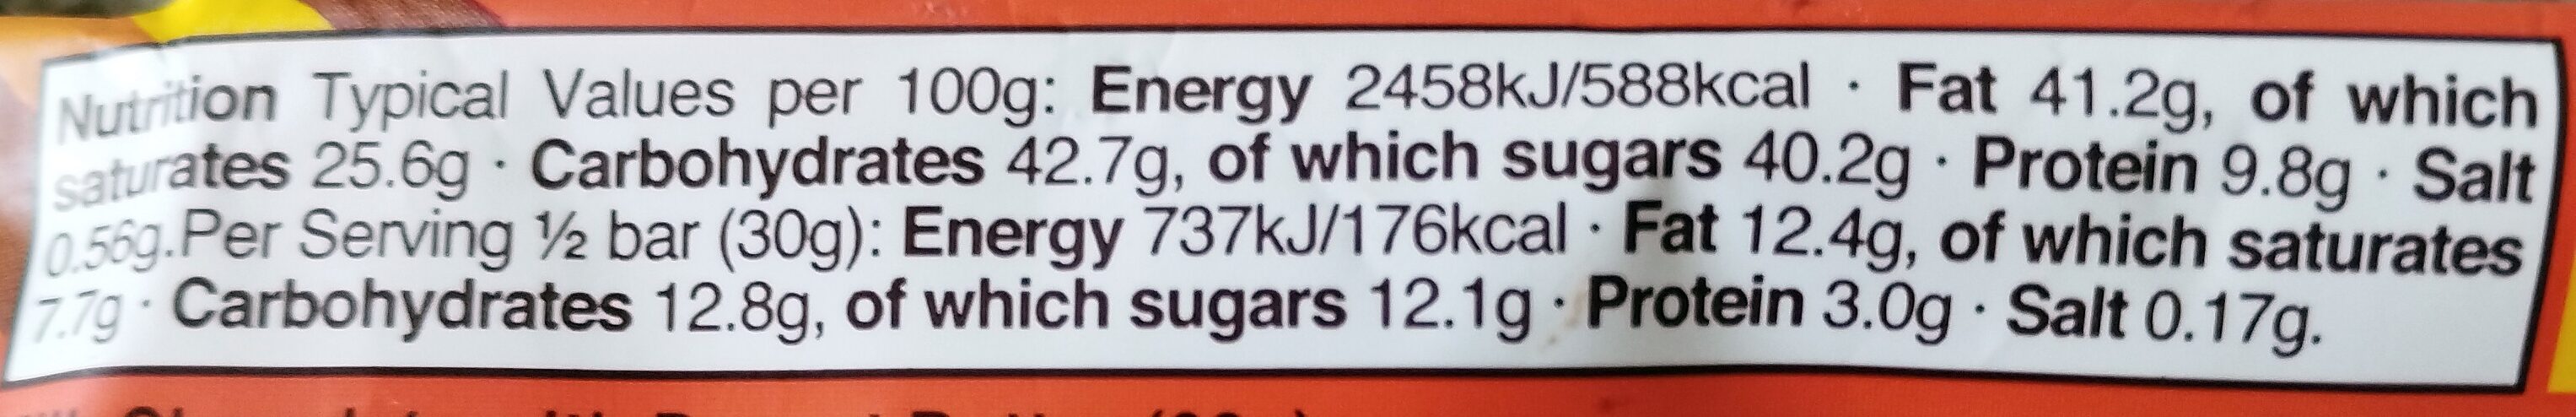 Nutrition Typical Values per 100g: Energy 2458kJ/588kcal · Fat 41.2g, of which
saturates 25.6g · Carbohydrates 42.7g, of which sugars 40.2g · Protein 9.8g · Salt
0.56g.Per Serving ½ bar (30g): Energy 737kJ/176kcal · Fat 12.4g, of which saturates
7.7g · Carbohydrates 12.8g, of which sugars 12.1g · Protein 3.0g · Salt 0.17g.